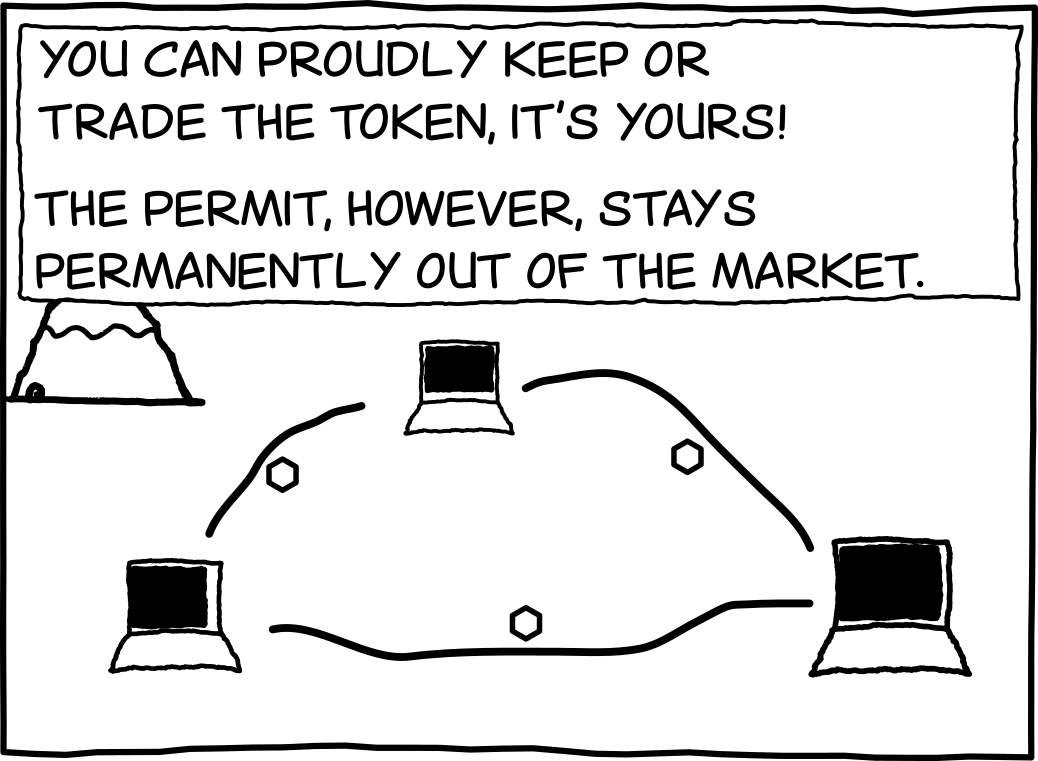 YOU CAN PROUDLY KEEP OR
TRADE THE TOKEN, IT'S YOURS!
THE PERMIT, HOWEVER, STAYS
PERMANENTLY OUT OF THE MARKET.